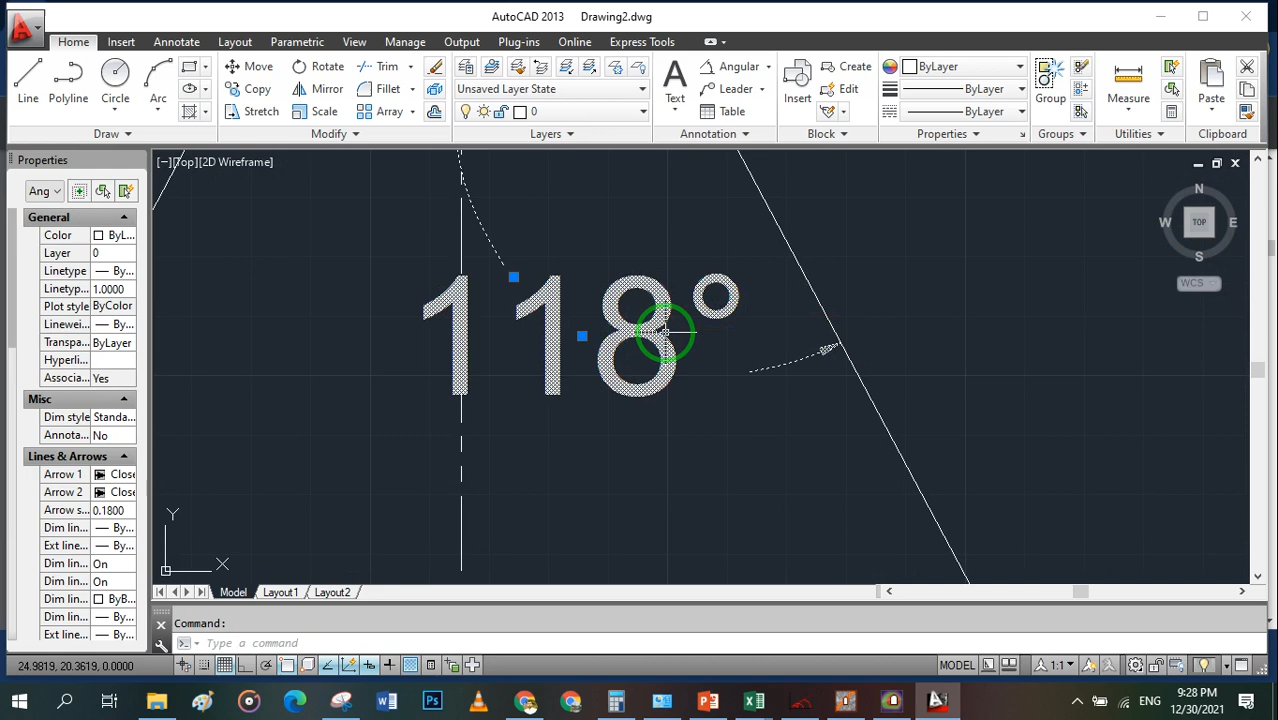 AutoCAD 2013 Drawing2.dwg
Home Insert Annotate Layout Parametric View Manage Output Plug-ins Online Express Tools
Move Rotate Trim
Angular
Create
ByLayer
Copy Mirror Fillet
Unsaved Layer State
Leader
Edit
ByLayer
Line Polyline Circle Arc
Stretch Scale Array
0
Text
Table
Insert
ByLayer
Group Measure Paste
Draw Modify Layers Annotation Block Properties Groups Utilities Clipboard
Properties
[−][Top][2D Wireframe]
Ang
General
Color ByL...
Layer 0
Linetype By...
Linetyp... 1.0000
Plot style ByColor
Linewei... By...
Transpa... ByLayer
Hyperli...
Associa... Yes
Misc
Dim style Standa...
Annota... No
Lines & Arrows
Arrow 1 Close
Arrow 2 Close
Arrow s... 0.1800
Dim lin... By...
Ext line... By...
Dim lin... On
Dim lin... On
Dim lin... ByB...
Dim lin... By...
Ext line... By...
118°
N
W TOP E
S
WCS
Y
X
Model Layout1 Layout2
Command:
Type a command
24.9819, 20.3619, 0.0000
MODEL
1:1
ENG
9:28 PM
12/30/2021